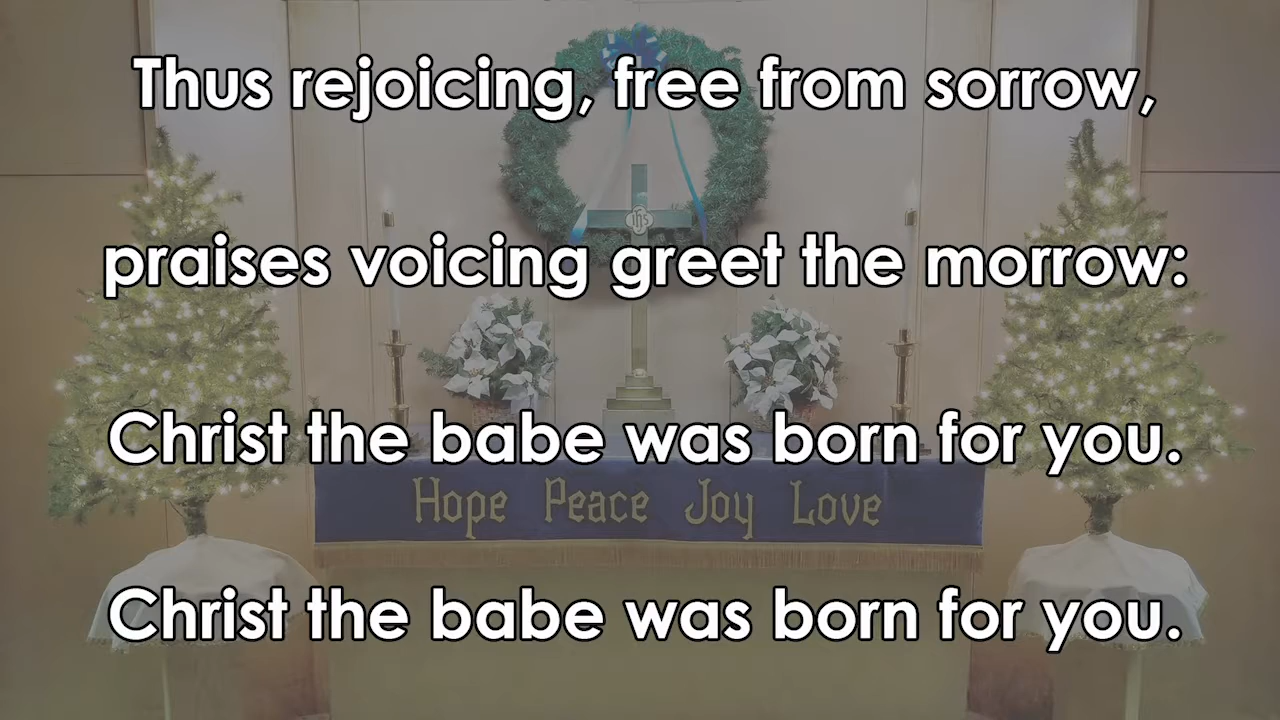 Thus rejoicing, free from sorrow,
ihs
praises voicing greet the morrow:
Christ the babe was born for you.
Hope Peace Joy Love
Christ the babe was born for you.